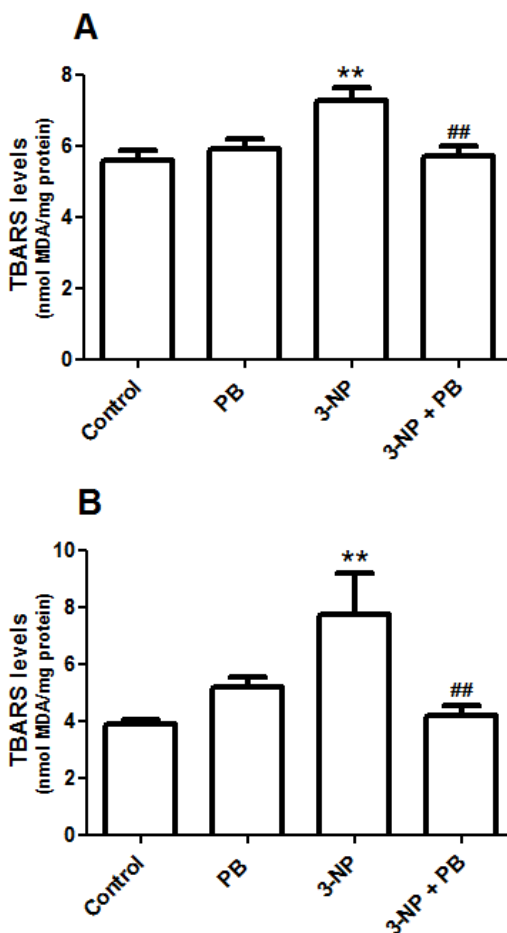 A
TBARS levels
(nmol MDA/mg protein)
8
6
4
2
0
**
##
Control
PB
3-NP
3-NP + PB
B
TBARS levels
(nmol MDA/mg protein)
10
8
6
4
2
0
**
##
Control
PB
3-NP
3-NP + PB